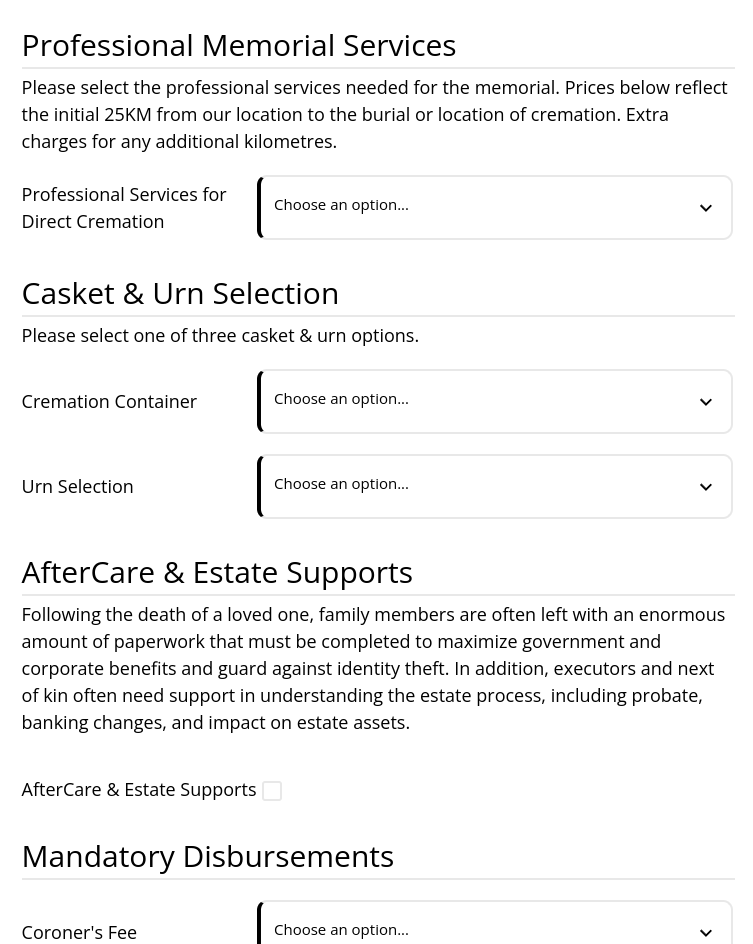 Professional Memorial Services
Please select the professional services needed for the memorial. Prices below reflect
the initial 25KM from our location to the burial or location of cremation. Extra
charges for any additional kilometres.
Professional Services for
Direct Cremation
Choose an option...
Casket & Urn Selection
Please select one of three casket & urn options.
Cremation Container
Choose an option...
Urn Selection
Choose an option...
AfterCare & Estate Supports
Following the death of a loved one, family members are often left with an enormous
amount of paperwork that must be completed to maximize government and
corporate benefits and guard against identity theft. In addition, executors and next
of kin often need support in understanding the estate process, including probate,
banking changes, and impact on estate assets.
AfterCare & Estate Supports
Mandatory Disbursements
Coroner's Fee
Choose an option...